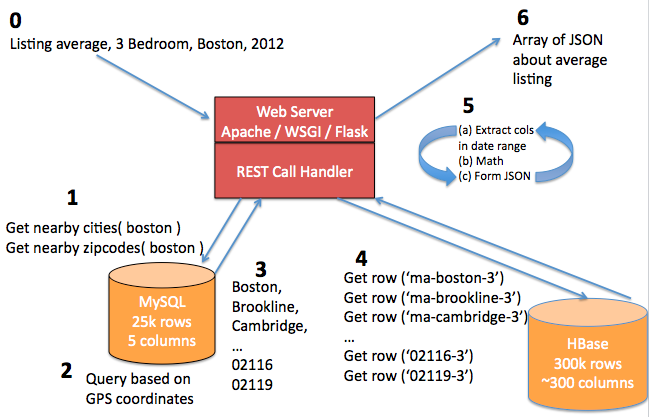 0
Listing average, 3 Bedroom, Boston, 2012
6
Array of JSON
about average
listing
Web Server
Apache / WSGI / Flask
REST Call Handler
5
(a) Extract cols
in date range
(b) Math
(c) Form JSON
1
Get nearby cities( boston )
Get nearby zipcodes( boston )
MySQL
25k rows
5 columns
2
Query based on
GPS coordinates
3
Boston,
Brookline,
Cambridge,
…
02116
02119
4
Get row (‘ma-boston-3’)
Get row (‘ma-brookline-3’)
Get row (‘ma-cambridge-3’)
…
Get row (‘02116-3’)
Get row (‘02119-3’)
HBase
300k rows
~300 columns